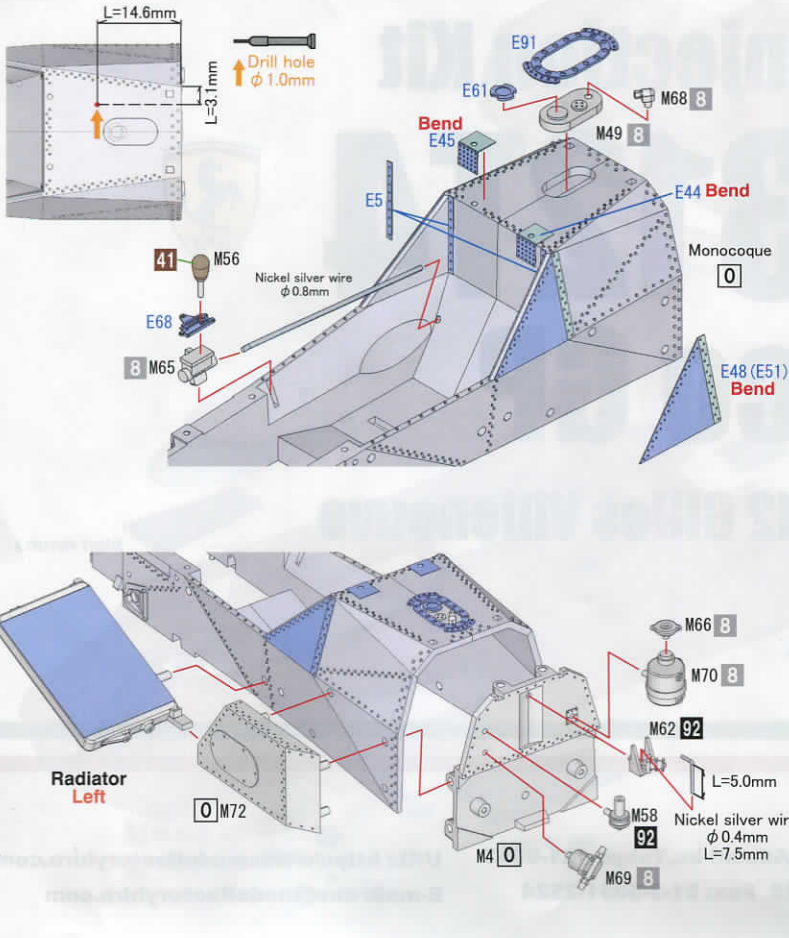 L=14.6mm
Drill hole
φ 1.0mm
L=3.1mm
E91
E61
M68 8
M49 8
Bend
E45
E5
E44 Bend
Monocoque
0
41 M56
Nickel silver wire
φ 0.8mm
E68
8 M65
E48 (E51)
Bend
M66 8
M70 8
M62 92
L=5.0mm
Nickel silver wir
φ 0.4mm
L=7.5mm
Radiator
Left
0 M72
M58
92
M4 0
M69 8